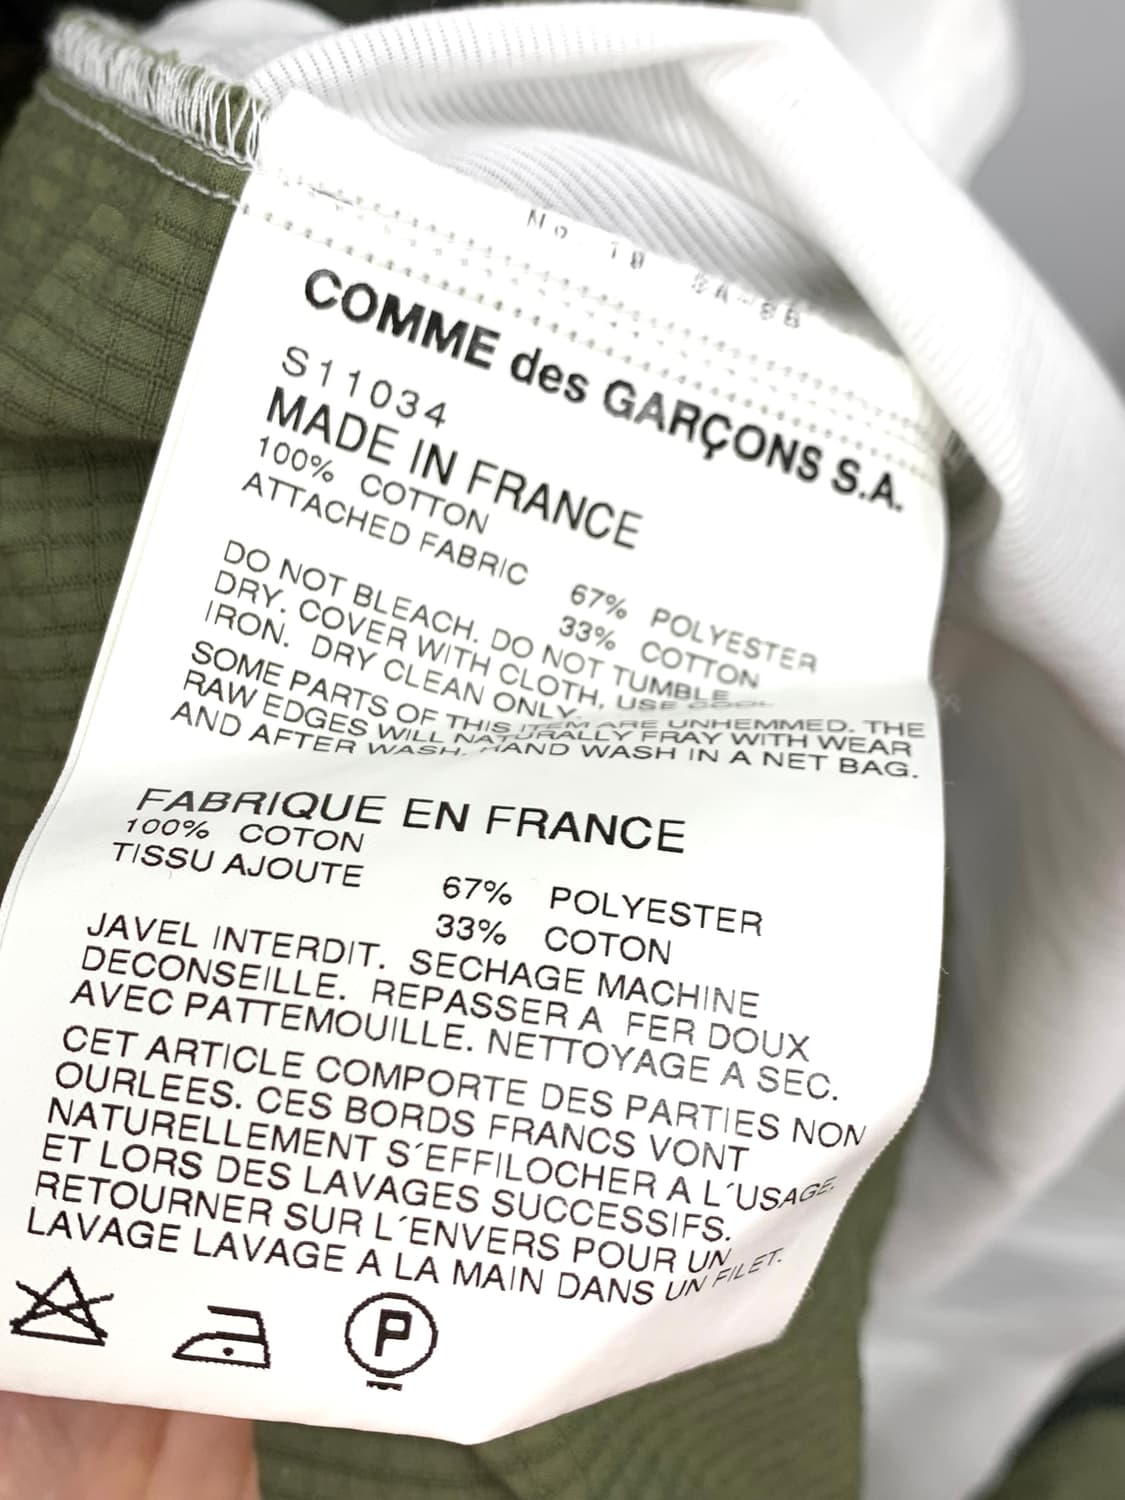 No 10
COMME des GARÇONS S.A.
S11034
MADE IN FRANCE
100% COTTON
ATTACHED FABRIC
67% POLYESTER
33% COTTON
DO NOT BLEACH. DO NOT TUMBLE
DRY. COVER WITH CLOTH, USE COOL
IRON. DRY CLEAN ONLY.
SOME PARTS OF THIS ITEM ARE UNHEMMED. THE
RAW EDGES WILL NATURALLY FRAY WITH WEAR
AND AFTER WASH. HAND WASH IN A NET BAG.
FABRIQUE EN FRANCE
100% COTON
TISSU AJOUTE
67% POLYESTER
33% COTON
JAVEL INTERDIT. SECHAGE MACHINE
DECONSEILLE. REPASSER A FER DOUX
AVEC PATTEMOUILLE. NETTOYAGE A SEC.
CET ARTICLE COMPORTE DES PARTIES NON
OURLEES. CES BORDS FRANCS VONT
NATURELLEMENT S´EFFILOCHER A L´USAGE.
ET LORS DES LAVAGES SUCCESSIFS.
RETOURNER SUR L´ENVERS POUR UN
LAVAGE LAVAGE A LA MAIN DANS UN FILET.
P